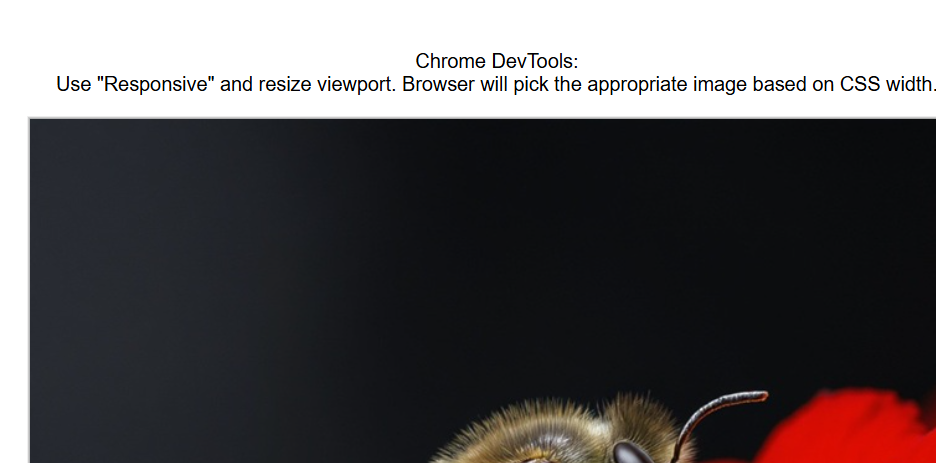 Chrome DevTools:
Use "Responsive" and resize viewport. Browser will pick the appropriate image based on CSS width.